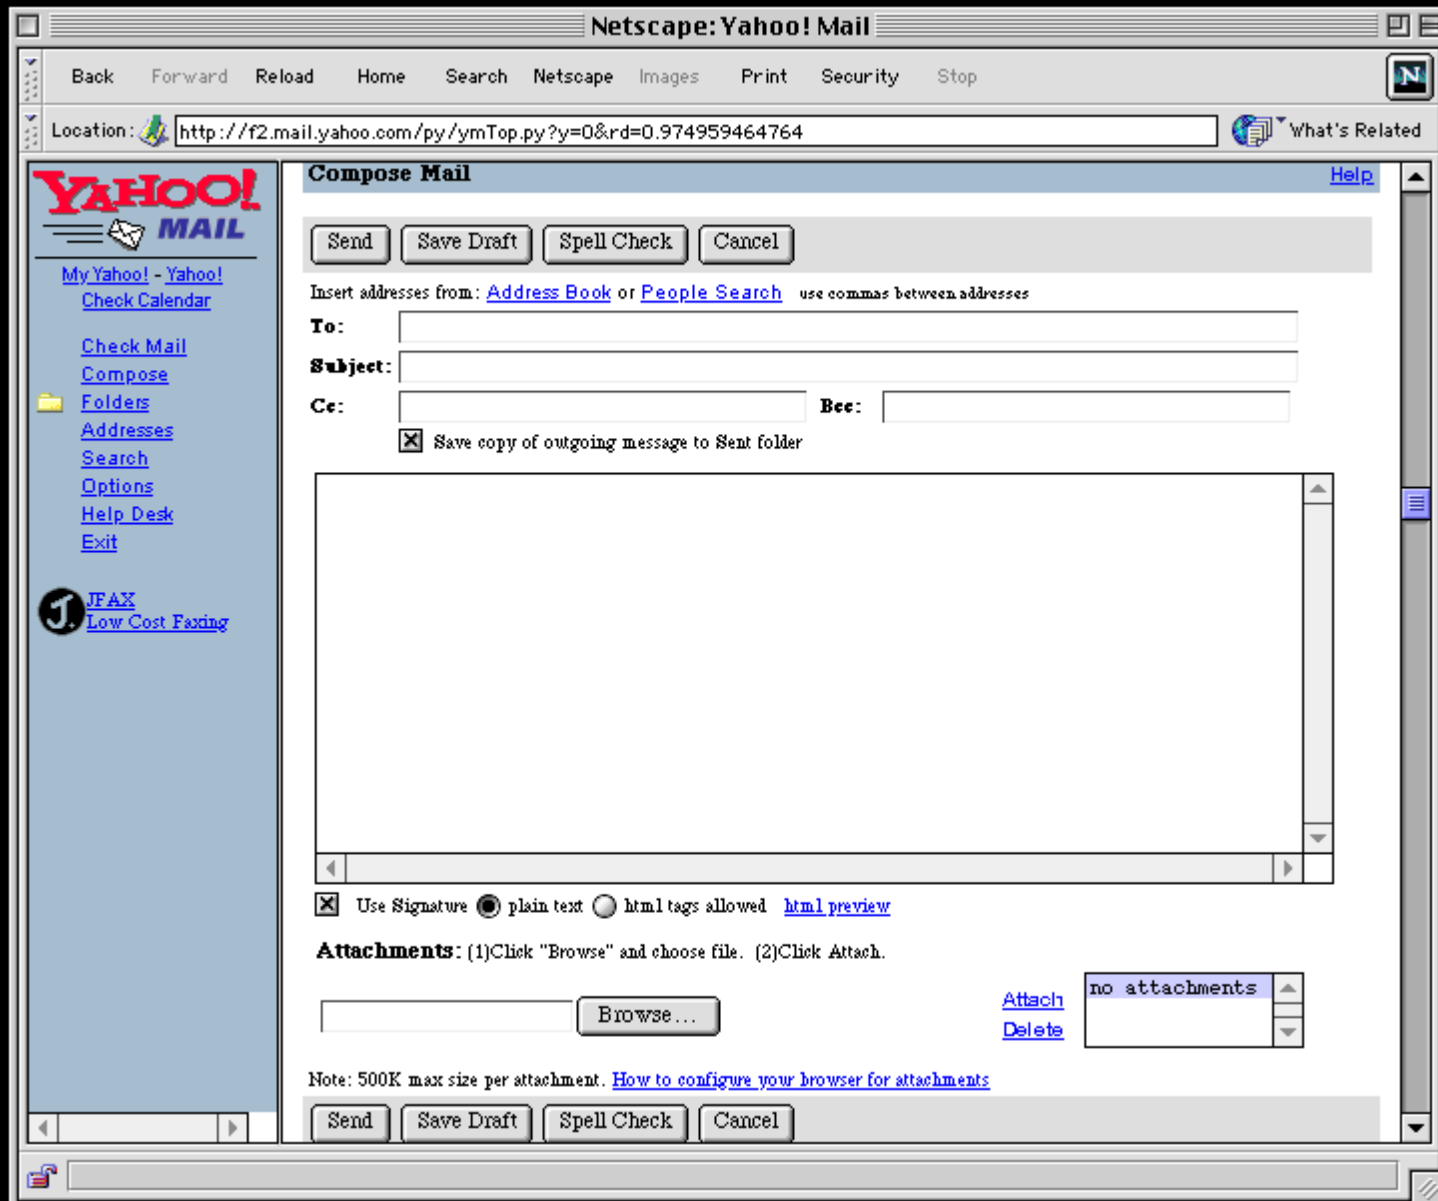 Netscape: Yahoo! Mail
Back Forward Reload Home Search Netscape Images Print Security Stop
N
Location: http://f2.mail.yahoo.com/py/ymTop.py?y=0&rd=0.974959464764 What's Related
YAHOO!
MAIL
My Yahoo! - Yahoo!
Check Calendar
Check Mail
Compose
Folders
Addresses
Search
Options
Help Desk
Exit
J.
JFAX
Low Cost Faxing
Compose Mail Help
Send Save Draft Spell Check Cancel
Insert addresses from: Address Book or People Search use commas between addresses
To:
Subject:
Cc: Bcc:
Save copy of outgoing message to Sent folder
Use Signature plain text html tags allowed html preview
Attachments: (1)Click "Browse" and choose file. (2)Click Attach.
Browse... Attach no attachments
Delete
Note: 500K max size per attachment. How to configure your browser for attachments
Send Save Draft Spell Check Cancel